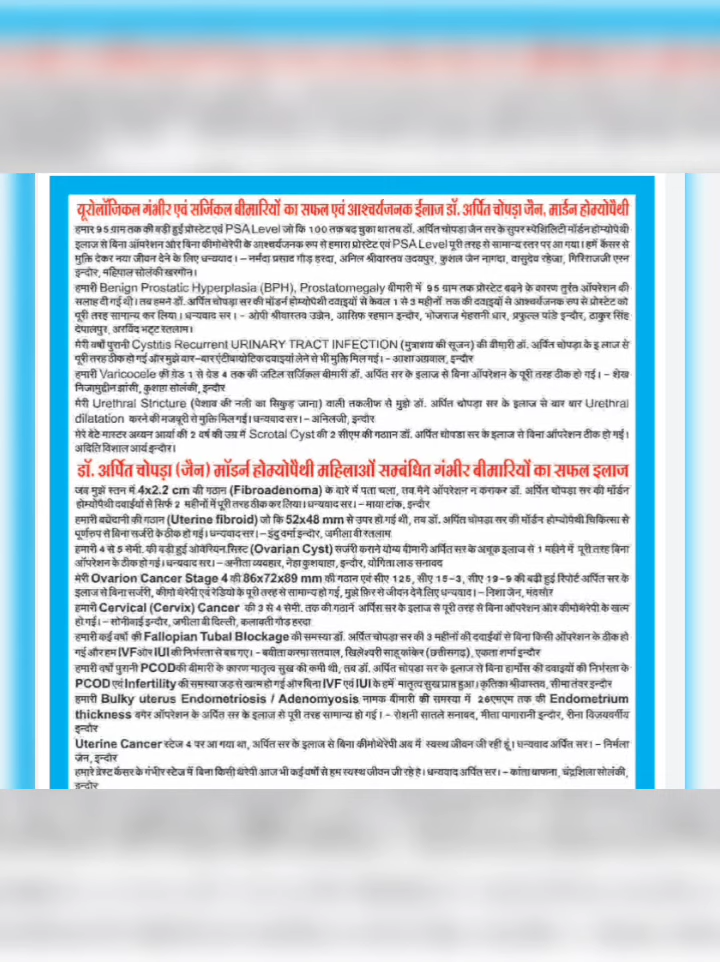 यूरोलॉजिकल गंभीर एवं सर्जिकल बीमारियों का सफल एवं आश्चर्यजनक ईलाज डॉ. अर्पित चोपड़ा जैन, मार्डन होम्योपैथी
हमार 95 ग्राम तक की बड़ी हुई प्रोस्टेट एवं PSA Level जो कि 100 तक बढ़ चुका था तब डॉ. अर्पित चोपड़ा जैन सर के सुपर स्पेशिलिटी मॉर्डन होम्योपैथी
इलाज से बिना ऑपरेशन और बिना कीमोथेरेपी के आश्चर्यजनक रूप से हमारा प्रोस्टेट एवं PSA Level पूरी तरह से सामान्य स्तर पर आ गया। हमें कैंसर से
मुक्ति देकर नया जीवन देने के लिए धन्यवाद। – नर्मदा प्रसाद गौड़ हरदा, अनिल श्रीवास्तव उदयपुर, कुशल जैन नागदा, वासुदेव रहेजा, गिरिराजजी एरन
इन्दौर, महिपाल सोलंकी खरगोन।
हमारी Benign Prostatic Hyperplasia (BPH), Prostatomegaly बीमारी में 95 ग्राम तक प्रोस्टेट बढ़ने के कारण तुरंत ऑपरेशन की
सलाह दी गई थी। तब हमने डॉ. अर्पित चोपड़ा सर की मॉडर्न होम्योपैथी दवाइयों से केवल 1 से 3 महीनों तक की दवाइयों से आश्चर्यजनक रूप से प्रोस्टेट को
पूरी तरह सामान्य कर लिया। धन्यवाद सर। – ओपी श्रीवास्तव उज्जैन, आसिफ रहमान इन्दौर, भोजराज मेहरानी धार, प्रफुल्ल पांडे इन्दौर, ठाकुर सिंह
देपालपुर, अरविंद भट्ट रतलाम।
मेरी वर्षों पुरानी Cystitis Recurrent URINARY TRACT INFECTION (मुत्राशय की सूजन) की बीमारी डॉ. अर्पित चोपड़ा के इलाज से
पूरी तरह ठीक हो गई और मुझे बार–बार एंटीबायोटिक दवाइयां लेने से भी मुक्ति मिल गई। – आशा अग्रवाल, इन्दौर
हमारी Varicocele की ग्रेड 1 से ग्रेड 4 तक की जटिल सर्जिकल बीमारी डॉ. अर्पित सर के इलाज से बिना ऑपरेशन के पूरी तरह ठीक हो गई। – शेख
निजामुद्दीन झांसी, कुशाग्र सोलंकी, इन्दौर
मेरी Urethral Stricture (पेशाब की नली का सिकुड़ जाना) वाली तकलीफ से मुझे डॉ. अर्पित चोपड़ा सर के इलाज से बार बार Urethral
dilatation करने की मजबूरी से मुक्ति मिल गई। धन्यवाद सर। – अनिलजी, इन्दौर
मेरे बेटे मास्टर अध्यन आर्या की 2 वर्ष की उम्र में Scrotal Cyst की 2 सीएम की गठान डॉ. अर्पित चोपडा सर के इलाज से बिना ऑपरेशन ठीक हो गई।
अदिति विशाल आर्य इन्दौर।
डॉ. अर्पित चोपड़ा (जैन) मॉडर्न होम्योपैथी महिलाओं सम्बंधित गंभीर बीमारियों का सफल इलाज
जब मुझे स्तन में 4x2.2 cm की गठान (Fibroadenoma) के बारे में पता चला, तब मैंने ऑपरेशन न कराकर डॉ. अर्पित चोपड़ा सर की मॉर्डन
होम्योपैथी दवाईयों से सिर्फ 2 महीनों में पूरी तरह ठीक कर लिया। धन्यवाद सर। – माया टांक, इन्दौर
हमारी बच्चेदानी की गठान (Uterine fibroid) जो कि 52x48 mm से उपर हो गई थी, तब डॉ. अर्पित चोपड़ा सर की मॉर्डन होम्योपैथी चिकित्सा से
पूर्णरुप से बिना सर्जरी के ठीक हो गई। धन्यवाद सर। – इंदु वर्मा इन्दौर, जमीला बी रतलाम
हमारी 4 से 5 सेमी. की बड़ी हुई ओवेरियन सिस्ट (Ovarian Cyst) सर्जरी कराने योग्य बीमारी अर्पित सर के अचूक इलाज से 1 महीने में पूरी तरह बिना
ऑपरेशन के ठीक हो गई। धन्यवाद सर। – अनीता व्यवहार, नेहा कुशवाहा, इन्दौर, योगिता लाड सनावद
मेरी Ovarion Cancer Stage 4 की 86x72x89 mm की गठान एवं सीए 125, सीए 15–3, सीए 19–9 की बढी हुई रिपोर्ट अर्पित सर के
इलाज से बिना सर्जरी, कीमोथेरेपी एवं रेडियो के पूरी तरह से सामान्य हो गई, मुझे फिर से जीवन देने लिए धन्यवाद। – निशा जैन, मंदसौर
हमारी Cervical (Cervix) Cancer की 3 से 4 सेमी. तक की गठानें अर्पित सर के इलाज से पूरी तरह से बिना ऑपरेशन और कीमोथेरेपी के खत्म
हो गई। – सोनीबाई इन्दौर, जमीला बी दिल्ली, कलावती गौड़ हरदा
हमारी कई वर्षों की Fallopian Tubal Blockage की समस्या डॉ. अर्पित चोपड़ा सर की 3 महीनों की दवाईयों से बिना किसी ऑपरेशन के ठीक हो
गई और हम IVF और IUI की निर्भरता से बच गए। - बबीता करमा सतवाल, खिलेश्वरी साहू कांकेर (छत्तीसगढ़), एकता शर्मा इन्दौर
हमारी वर्षो पुरानी PCOD की बीमारी के कारण मातृत्व सुख की कमी थी, तब डॉ. अर्पित चोपडा सर के इलाज से बिना हार्मोंस की दवाइयों की निर्भरता के
PCOD एवं Infertility की समस्या जड़ से खत्म हो गई और बिना IVF एवं IUI के हमें मातृत्व सुख प्राप्त हुआ। कृतिका श्रीवास्तव, सीमा तंवर इन्दौर
हमारी Bulky uterus Endometriosis / Adenomyosis नामक बीमारी की समस्या में 26एमएम तक की Endometrium
thickness बगेर ऑपरेशन के अर्पित सर के इलाज से पूरी तरह सामान्य हो गई। – रोशनी सातले सनावद, मीता पागारानी इन्दौर, रीना विजयवर्गीय
इन्दौर
Uterine Cancer स्टेज 4 पर आ गया था, अर्पित सर के इलाज से बिना कीमोथेरेपी अब में स्वस्थ जीवन जी रही हूं। धन्यवाद अर्पित सर। – निर्मला
जैन, इन्दौर
हमारे ब्रेस्ट कैंसर के गंभीर स्टेज में बिना किसी थेरेपी आज भी कई वर्षो से हम स्वस्थ जीवन जी रहे है। धन्यवाद अर्पित सर। – कांता बाफना, चंद्रशिला सोलंकी,
इन्दौर